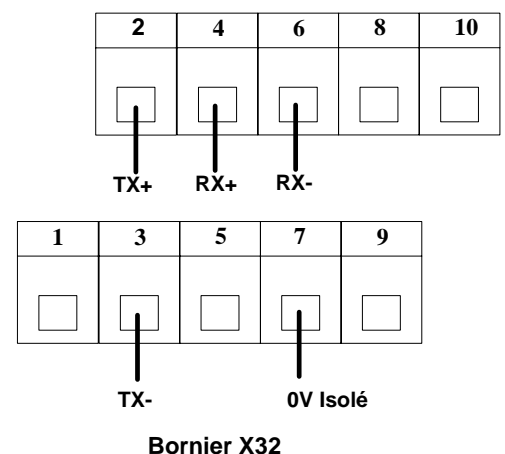 2 4 6 8 10
TX+ RX+ RX-
1 3 5 7 9
TX- 0V Isolé
Bornier X32